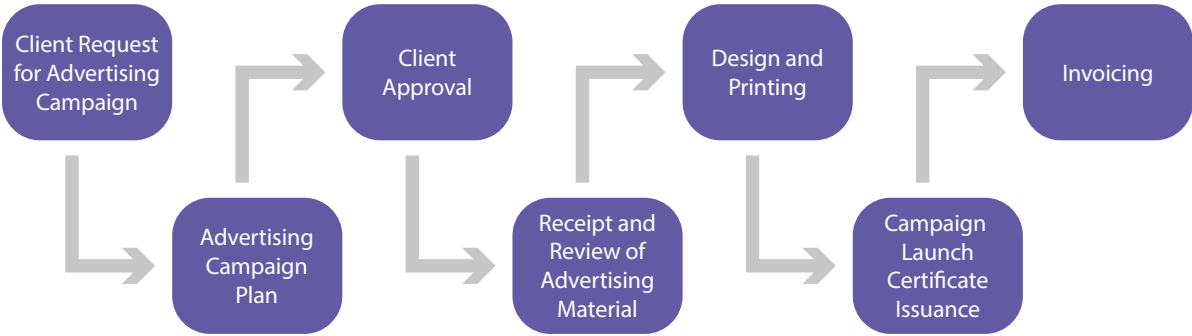 Client Request
for Advertising
Campaign
Advertising
Campaign
Plan
Client
Approval
Receipt and
Review of
Advertising
Material
Design and
Printing
Campaign
Launch
Certificate
Issuance
Invoicing